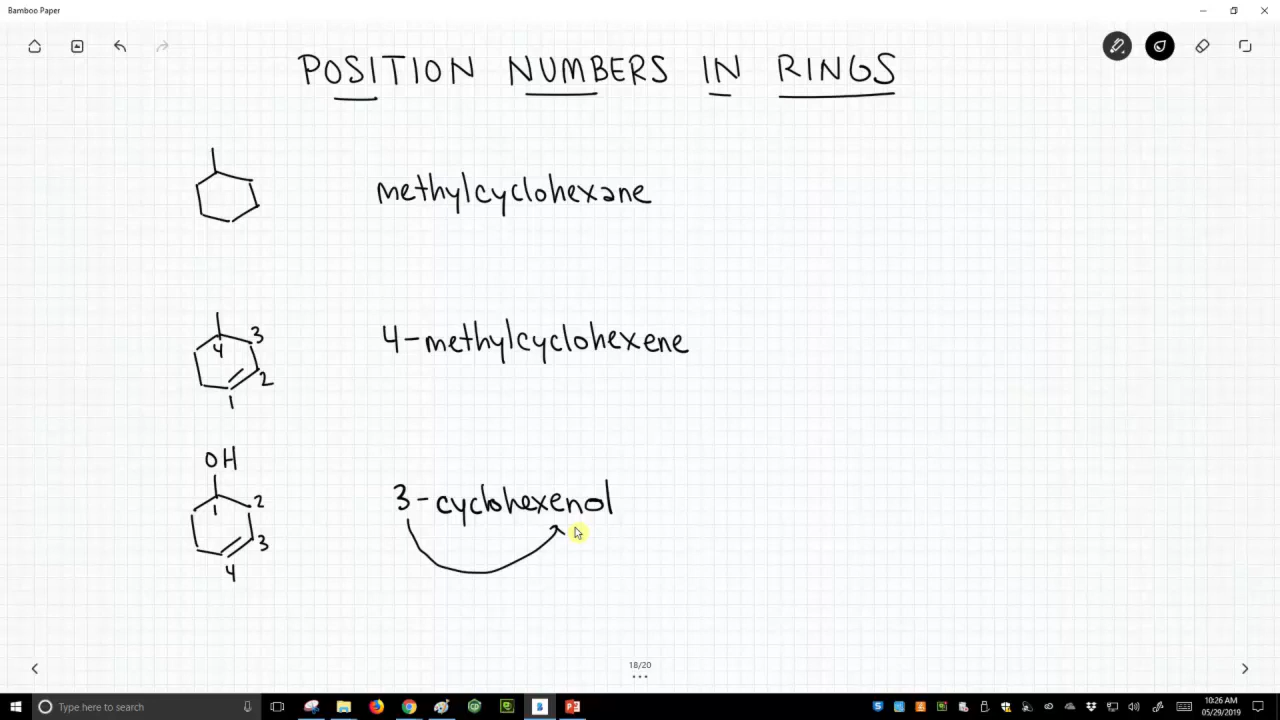 Bamboo Paper
POSITION NUMBERS IN RINGS
methylcyclohexane
4-methylcyclohexene
3
4
2
1
OH
3-cyclohexenol
1
2
3
4
18/20
Type here to search
10:26 AM
05/29/2019